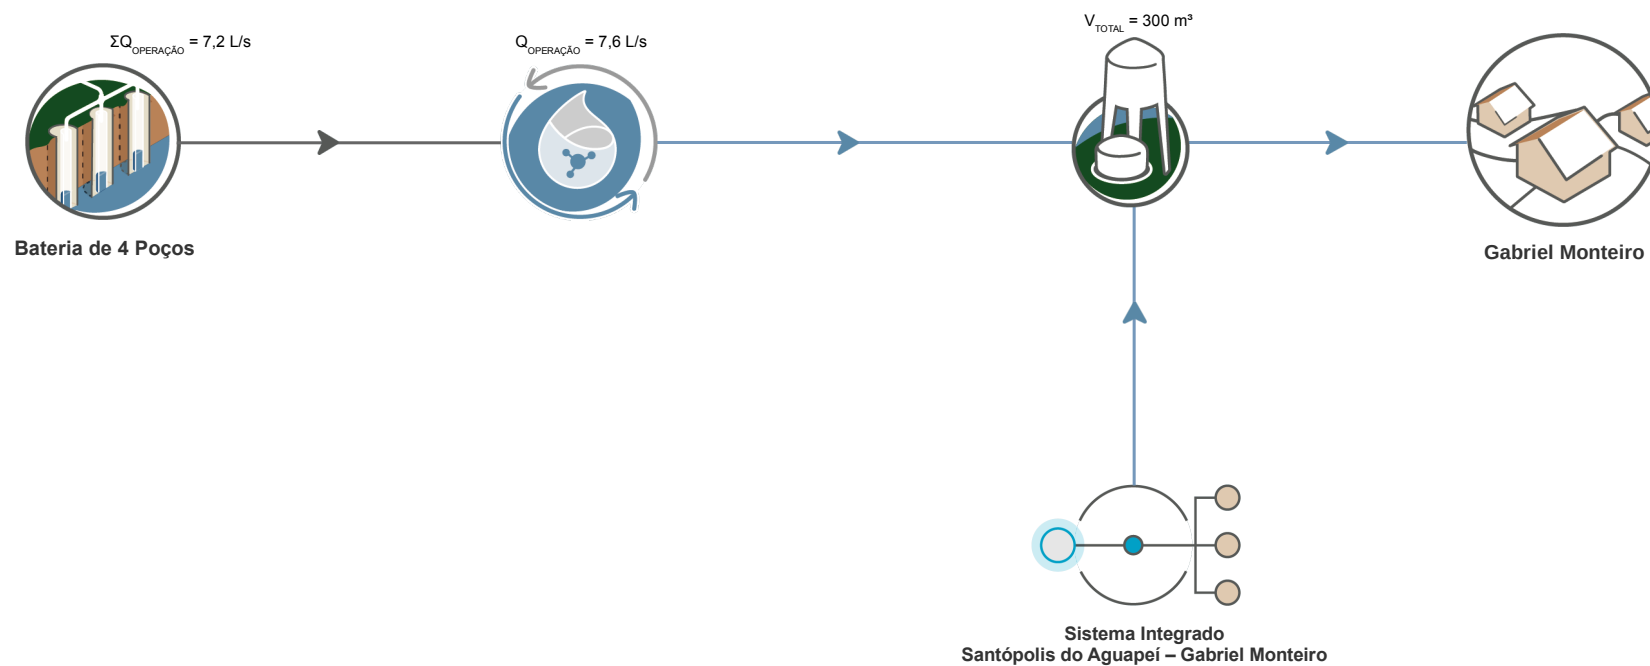 ΣQOPERAÇÃO = 7,2 L/s
QOPERAÇÃO = 7,6 L/s
VTOTAL = 300 m³
Bateria de 4 Poços
Gabriel Monteiro
Sistema Integrado
Santópolis do Aguapeí – Gabriel Monteiro